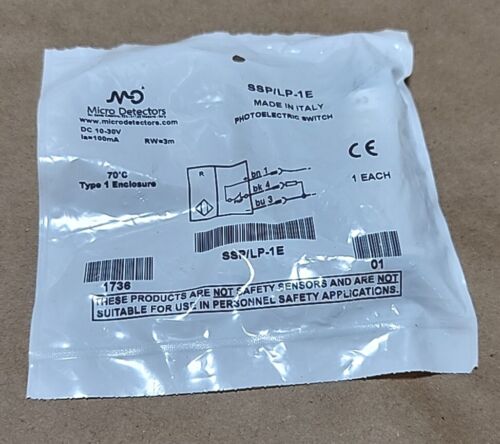 MD
Micro Detectors
www.microdetectors.com
DC 10-30V
Ia=100mA RW=3m
70°C
Type 1 Enclosure
SSP/LP-1E
MADE IN ITALY
PHOTOELECTRIC SWITCH
CE
1 EACH
R
bn 1
bk 4
bu 3
SSP/LP-1E
1736
01
THESE PRODUCTS ARE NOT SAFETY SENSORS AND ARE NOT
SUITABLE FOR USE IN PERSONNEL SAFETY APPLICATIONS.